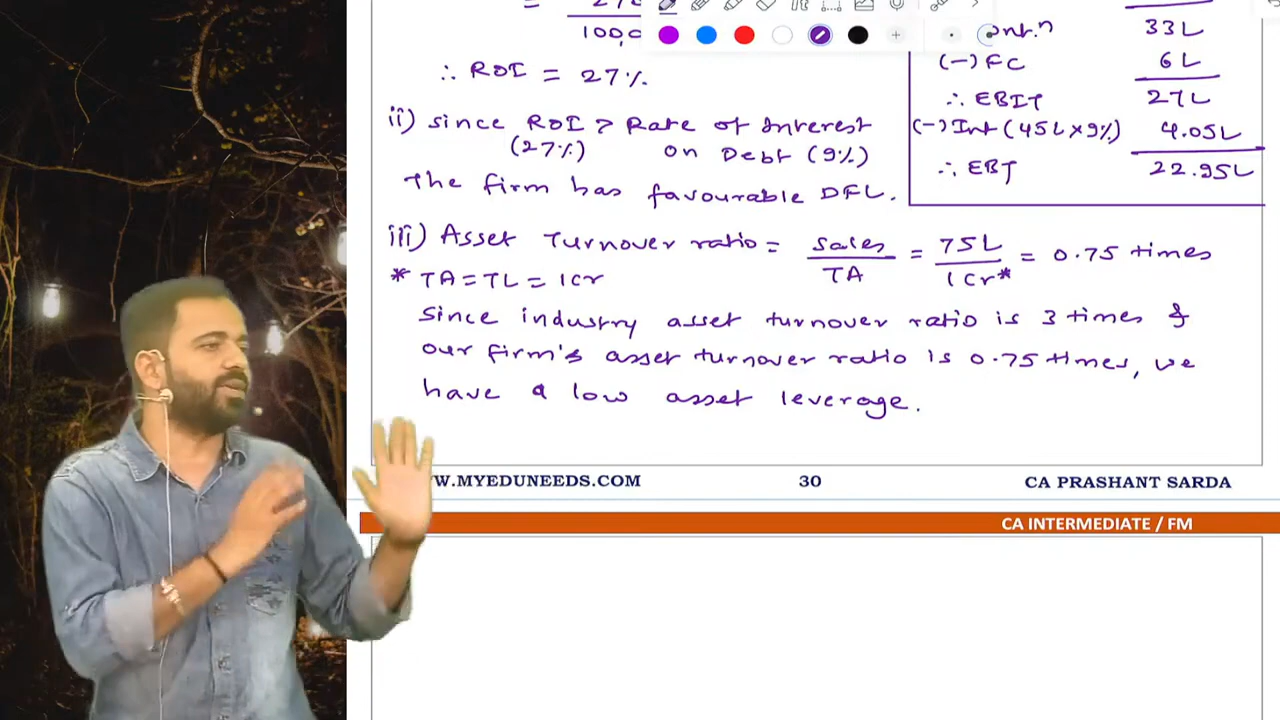 100,0
∴ ROI = 27%
ii) since ROI > Rate of Interest
(27%) on Debt (9%)
The firm has favourable DFL.
iii) Asset Turnover ratio = Sales / TA = 75L / 1Cr* = 0.75 times
* TA = TL = 1cr
Since industry asset turnover ratio is 3 times &
our firm's asset turnover ratio is 0.75 times, we
have a low asset leverage.
33L
(-) FC 6L
∴ EBIT 27L
(-) Int (45L x 9%) 4.05L
∴ EBT 22.95L
W.MYEDUNEEDS.COM 30 CA PRASHANT SARDA
CA INTERMEDIATE / FM